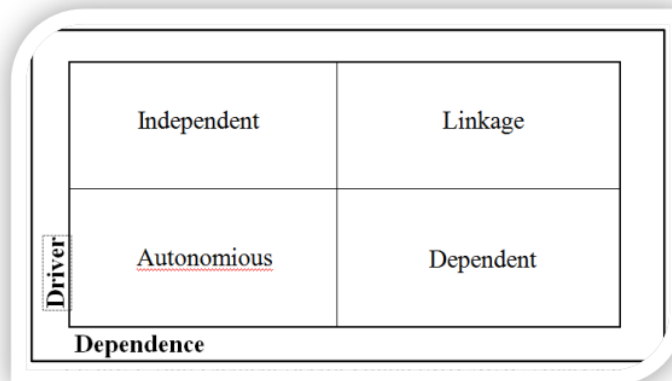 Independent
Linkage
Autonomious
Dependent
Driver
Dependence